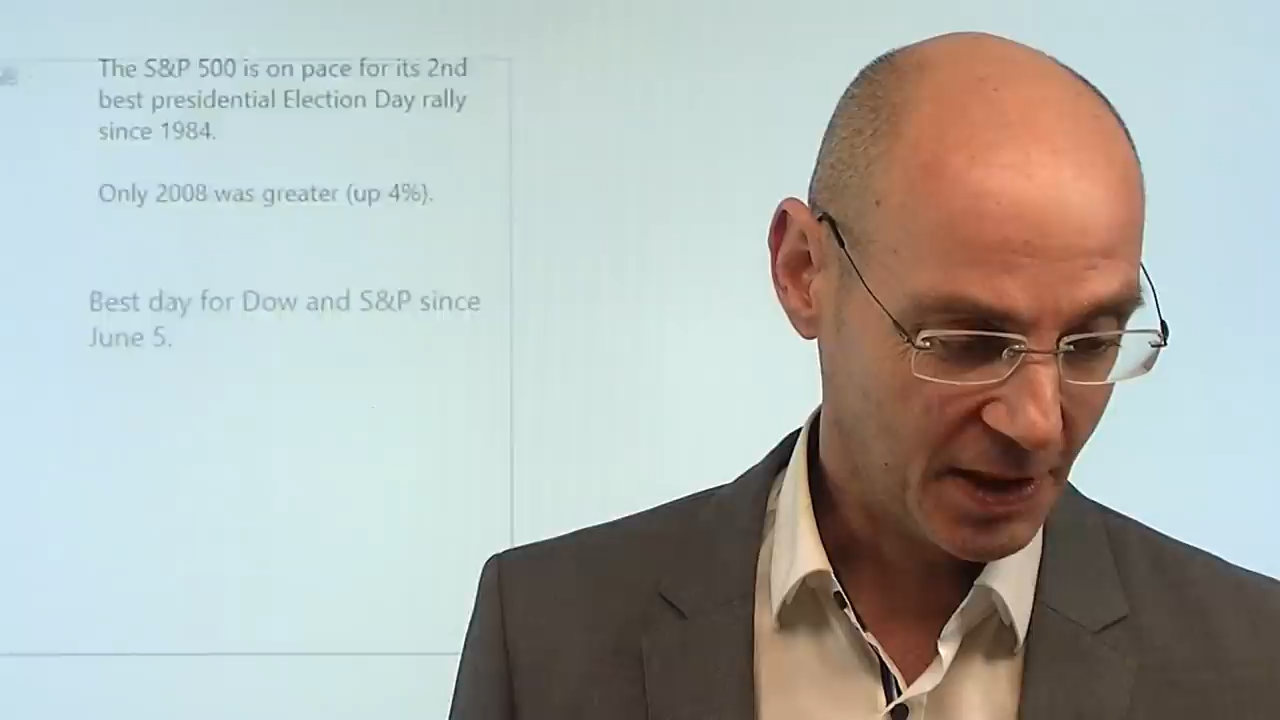 The S&P 500 is on pace for its 2nd
best presidential Election Day rally
since 1984.
Only 2008 was greater (up 4%).
Best day for Dow and S&P since
June 5.